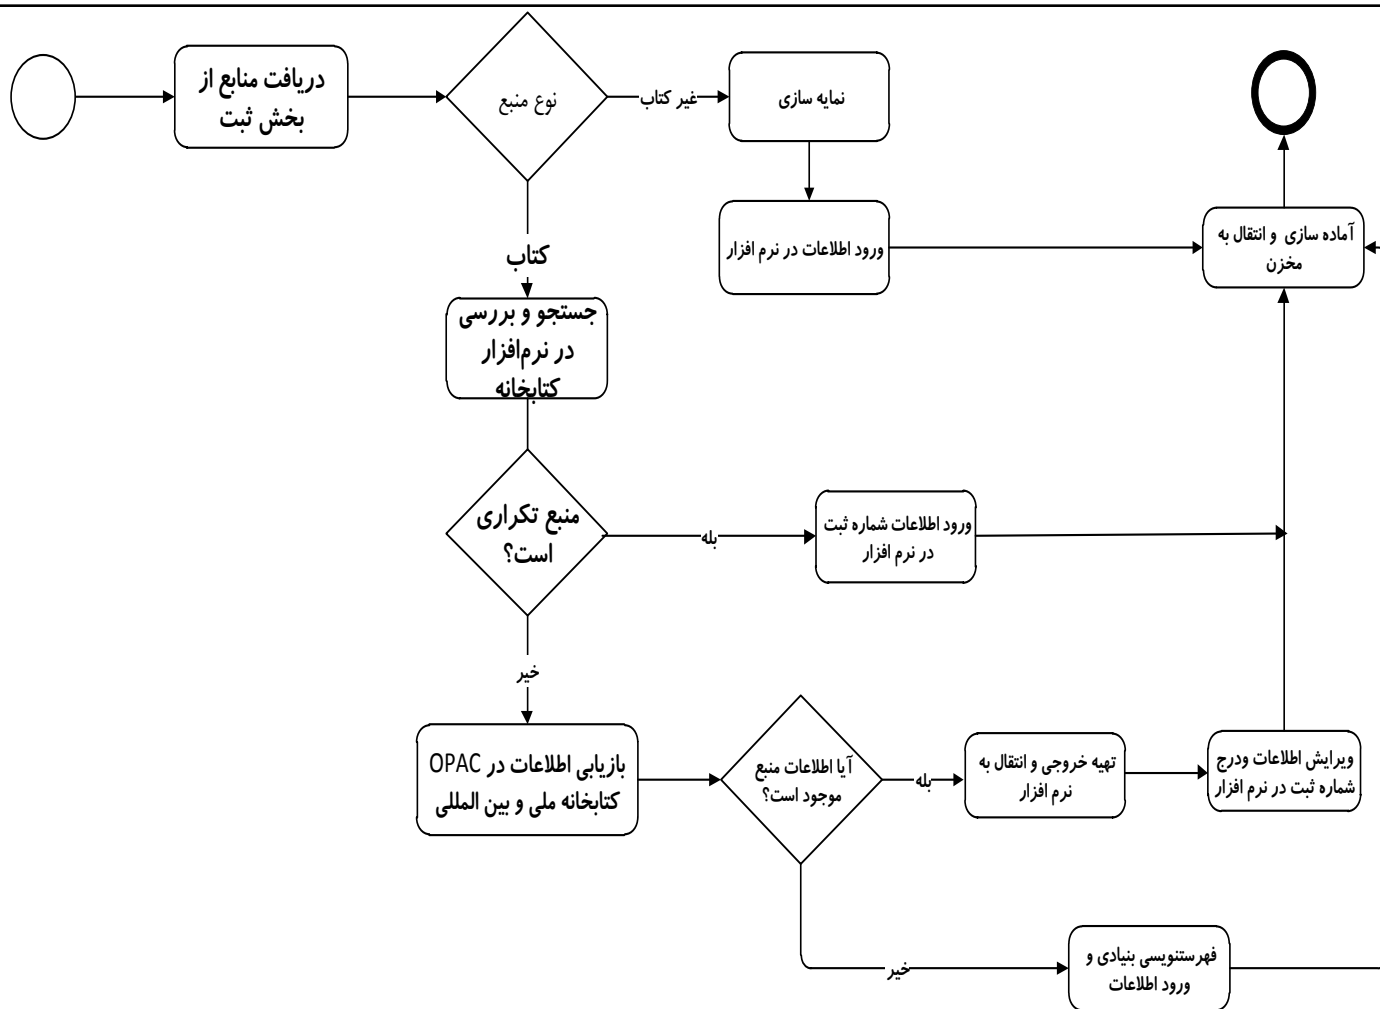 دریافت منابع از
بخش ثبت
نوع منبع
غیر کتاب
نمایه سازی
کتاب
ورود اطلاعات در نرم افزار
آماده سازی و انتقال به
مخزن
جستجو و بررسی
در نرم‌افزار
کتابخانه
منبع تکراری
است؟
بله
ورود اطلاعات شماره ثبت
در نرم افزار
خیر
بازیابی اطلاعات در OPAC
کتابخانه ملی و بین المللی
آیا اطلاعات منبع
موجود است؟
بله
تهیه خروجی و انتقال به
نرم افزار
ویرایش اطلاعات ودرج
شماره ثبت در نرم افزار
خیر
فهرستنویسی بنیادی و
ورود اطلاعات